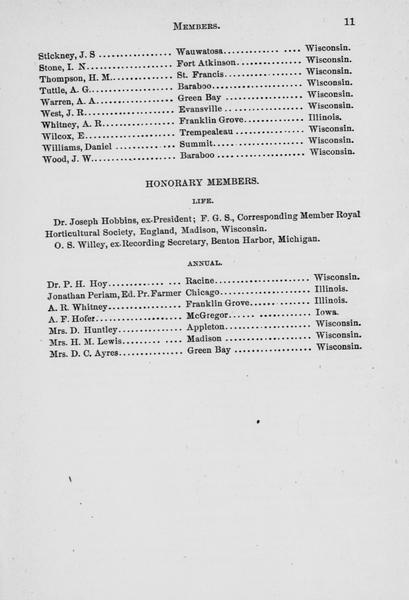 MEMBERS. 11
Stickney, J. S ................ Wauwatosa.............. .... Wisconsin.
Stone, I. N .................. Fort Atkinson.............. Wisconsin.
Thompson, H. M............. St. Francis.................. Wisconsin.
Tuttle, A. G.................. Baraboo.................... Wisconsin.
Warren, A. A ................ Green Bay .................. Wisconsin.
West, J. R................... Evansville .................. Wisconsin.
Whitney, A. R................ Franklin Grove.............. Illinois.
Wilcox, E.................... Trempealeau ................ Wisconsin.
Williams, Daniel ............. Summit..................... Wisconsin.
Wood, J. W................... Baraboo .................... Wisconsin.
HONORARY MEMBERS.
LIFE.
Dr. Joseph Hobbins, ex-President; F. G. S., Corresponding Member Royal
Horticultural Society, England, Madison, Wisconsin.
O. S. Willey, ex-Recording Secretary, Benton Harbor, Michigan.
ANNUAL.
Dr. P. H. Hoy............. ... Racine...................... Wisconsin.
Jonathan Periam, Ed. Pr. Farmer Chicago.................... Illinois.
A. R. Whitney................ Franklin Grove............. Illinois.
A. F. Hofer................... McGregor...... ............ Iowa.
Mrs. D. Huntley.............. Appleton.................... Wisconsin.
Mrs. H. M. Lewis......... .... Madison ................... Wisconsin.
Mrs. D. C. Ayres.............. Green Bay .................. Wisconsin.